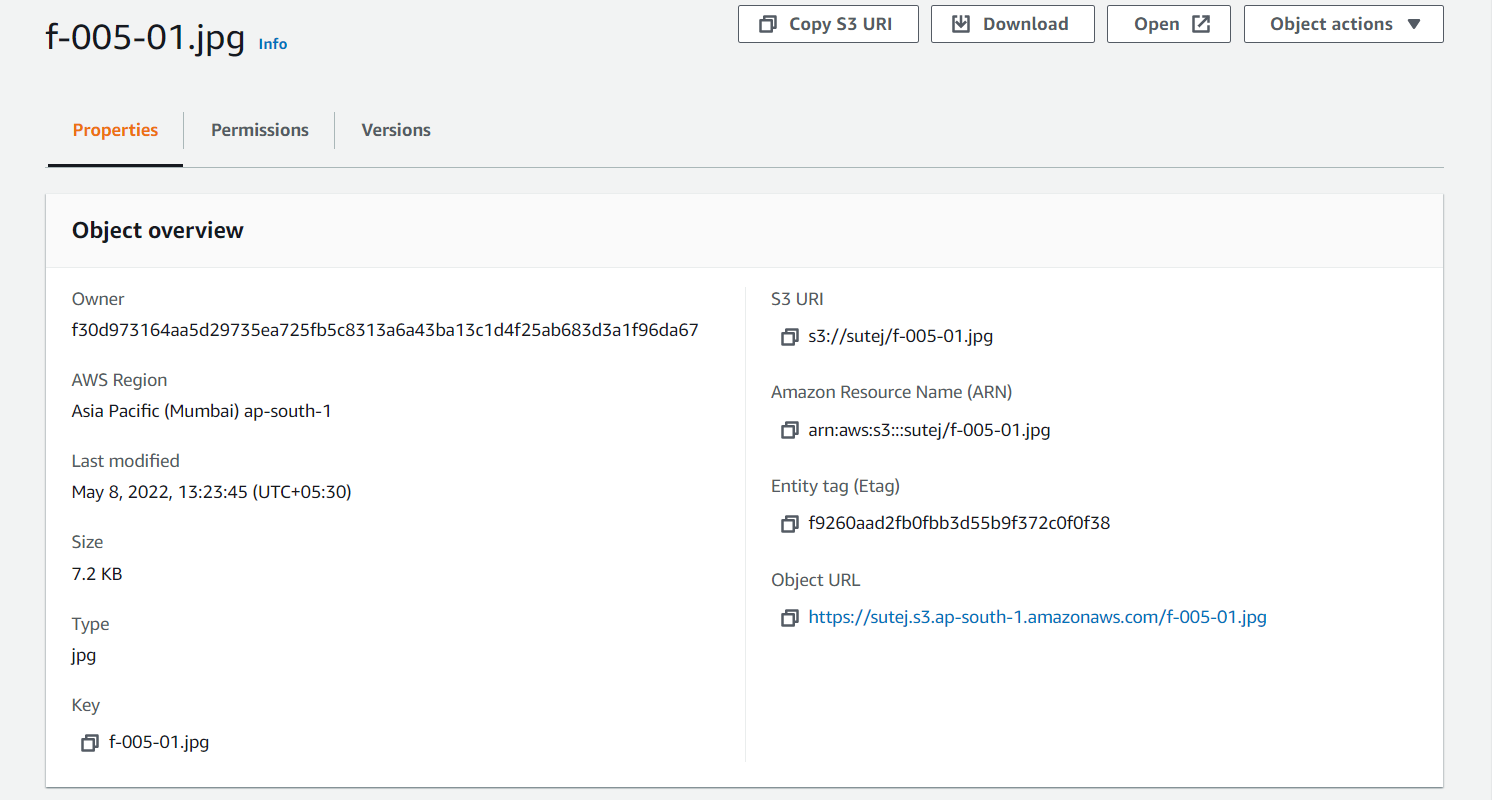 f-005-01.jpg Info
Copy S3 URI
Download
Open
Object actions
Properties
Permissions
Versions
Object overview
Owner
f30d973164aa5d29735ea725fb5c8313a6a43ba13c1d4f25ab683d3a1f96da67
AWS Region
Asia Pacific (Mumbai) ap-south-1
Last modified
May 8, 2022, 13:23:45 (UTC+05:30)
Size
7.2 KB
Type
jpg
Key
f-005-01.jpg
S3 URI
s3://sutej/f-005-01.jpg
Amazon Resource Name (ARN)
arn:aws:s3:::sutej/f-005-01.jpg
Entity tag (Etag)
f9260aad2fb0fbb3d55b9f372c0f0f38
Object URL
https://sutej.s3.ap-south-1.amazonaws.com/f-005-01.jpg